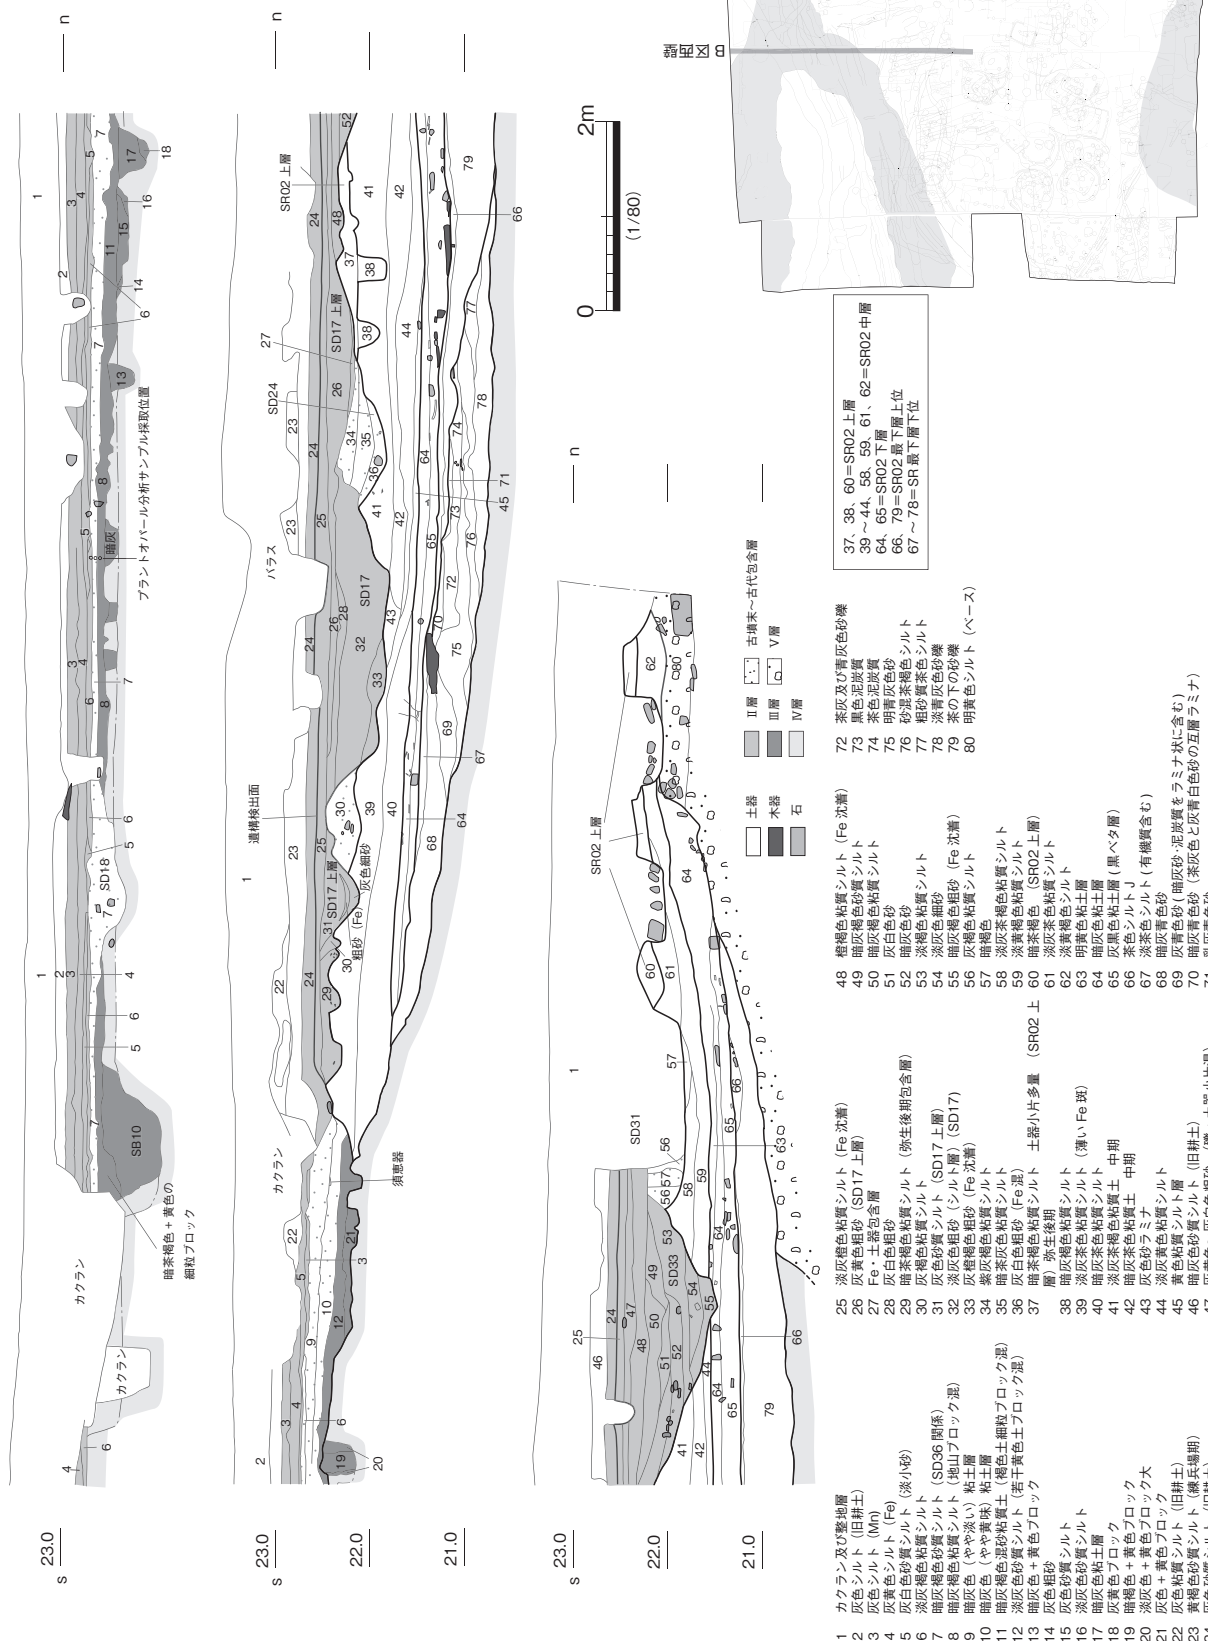 n
s
23.0
1
2
3
4
5
6
7
8
11
13
14
15
16
17
18
暗灰
プラントオパール分析サンプル採取位置
SD18
SB10
暗茶褐色+黄色の
細粒ブロック
カクラン
カクラン
n
s
23.0
22.0
21.0
SR02 上層
SD17 上層
SD24
バラス
SD17
遺構検出面
SD17 上層
灰色細砂
粗砂 (Fe)
カクラン
須恵器
n
s
23.0
22.0
21.0
SR02 上層
SD31
SD33
0
2m
(1/80)
B区西壁
37、38、60=SR02 上層
39～44、58、59、61、62=SR02 中層
64、65=SR02 下層
66、79=SR02 最下層上位
67～78=SR 最下層下位
土器
木器
石
Ⅱ層
Ⅲ層
Ⅳ層
古墳末～古代包含層
Ⅴ層
1 カクラン及び整地層
2 灰色シルト(旧耕土)
3 灰色シルト(Mn)
4 灰黄色シルト(Fe)
5 灰白色砂質シルト(淡小砂)
6 淡灰褐色粘質シルト
7 暗灰褐色砂質シルト(SD36 関係)
8 暗灰褐色粘質シルト(地山ブロック混)
9 暗灰色(やや淡い)粘土層
10 暗灰色(やや黄味)粘土層
11 暗灰褐色混砂粘質土(褐色土細粒ブロック混)
12 淡灰色砂質シルト(若干黄色土ブロック混)
13 暗灰色+黄色ブロック
14 灰色粗砂
15 灰色砂質シルト
16 淡灰色砂質シルト
17 暗灰色粘土層
18 灰黄色ブロック
19 暗褐色+黄色ブロック
20 淡灰色+黄色ブロック大
21 灰色+黄色ブロック
22 灰色粘質シルト(旧耕土)
23 黄褐色砂質シルト(練兵場期)
25 淡灰橙色粘質シルト(Fe 沈着)
26 灰黄色粗砂(SD17 上層)
27 Fe・土器包含層
28 灰白色粗砂
29 暗茶褐色粘質シルト(弥生後期包含層)
30 灰褐色粘質シルト
31 灰色砂質シルト(SD17 上層)
32 淡灰色粗砂(シルト層)(SD17)
33 灰橙褐色粗砂(Fe 沈着)
34 紫灰褐色粘質シルト
35 暗茶灰色粘質シルト
36 灰白色粗砂(Fe 混)
37 暗茶褐色粘質シルト 土器小片多量 (SR02 上
層)弥生後期
38 暗灰褐色粘質シルト
39 淡灰茶色粘質シルト(薄い Fe 斑)
40 暗灰茶色粘質シルト
41 淡灰茶褐色粘質土 中期
42 暗灰茶色粘質土 中期
43 灰色砂ラミナ
44 淡灰黄色粘質シルト
45 黄色粘質シルト層
46 暗灰色砂質シルト(旧耕土)
48 橙褐色粘質シルト(Fe 沈着)
49 暗灰褐色砂質シルト
50 暗灰褐色粘質シルト
51 灰白色砂
52 暗灰色砂
53 淡褐色粘質シルト
54 淡灰色細砂
55 暗灰褐色粗砂(Fe 沈着)
56 灰褐色粘質シルト
57 暗褐色
58 淡灰茶褐色粘質シルト
59 淡黄褐色粘質シルト
60 暗茶褐色(SR02 上層)
61 淡灰茶色粘質シルト
62 淡黄褐色シルト
63 明黄色粘土層
64 暗灰色粘土層
65 灰黒色粘土層(黒ベタ層)
66 茶色シルト J
67 淡茶色シルト(有機質含む)
68 暗灰青色砂
69 灰青色砂(暗灰砂・泥炭質をラミナ状に含む)
70 暗灰青色砂(茶灰色と灰青白色砂の互層ラミナ)
72 茶灰及び青灰色砂礫
73 黒色泥炭質
74 茶色泥炭質
75 明青灰色砂
76 砂混茶褐色シルト
77 粗砂質茶色シルト
78 淡青灰色砂礫
79 茶の下の砂礫
80 明黄色シルト(ベース)